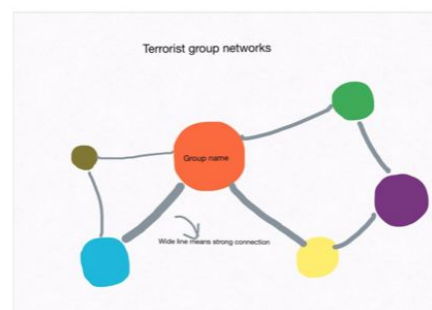 Terrorist group networks
Group name
Wide line means strong connection